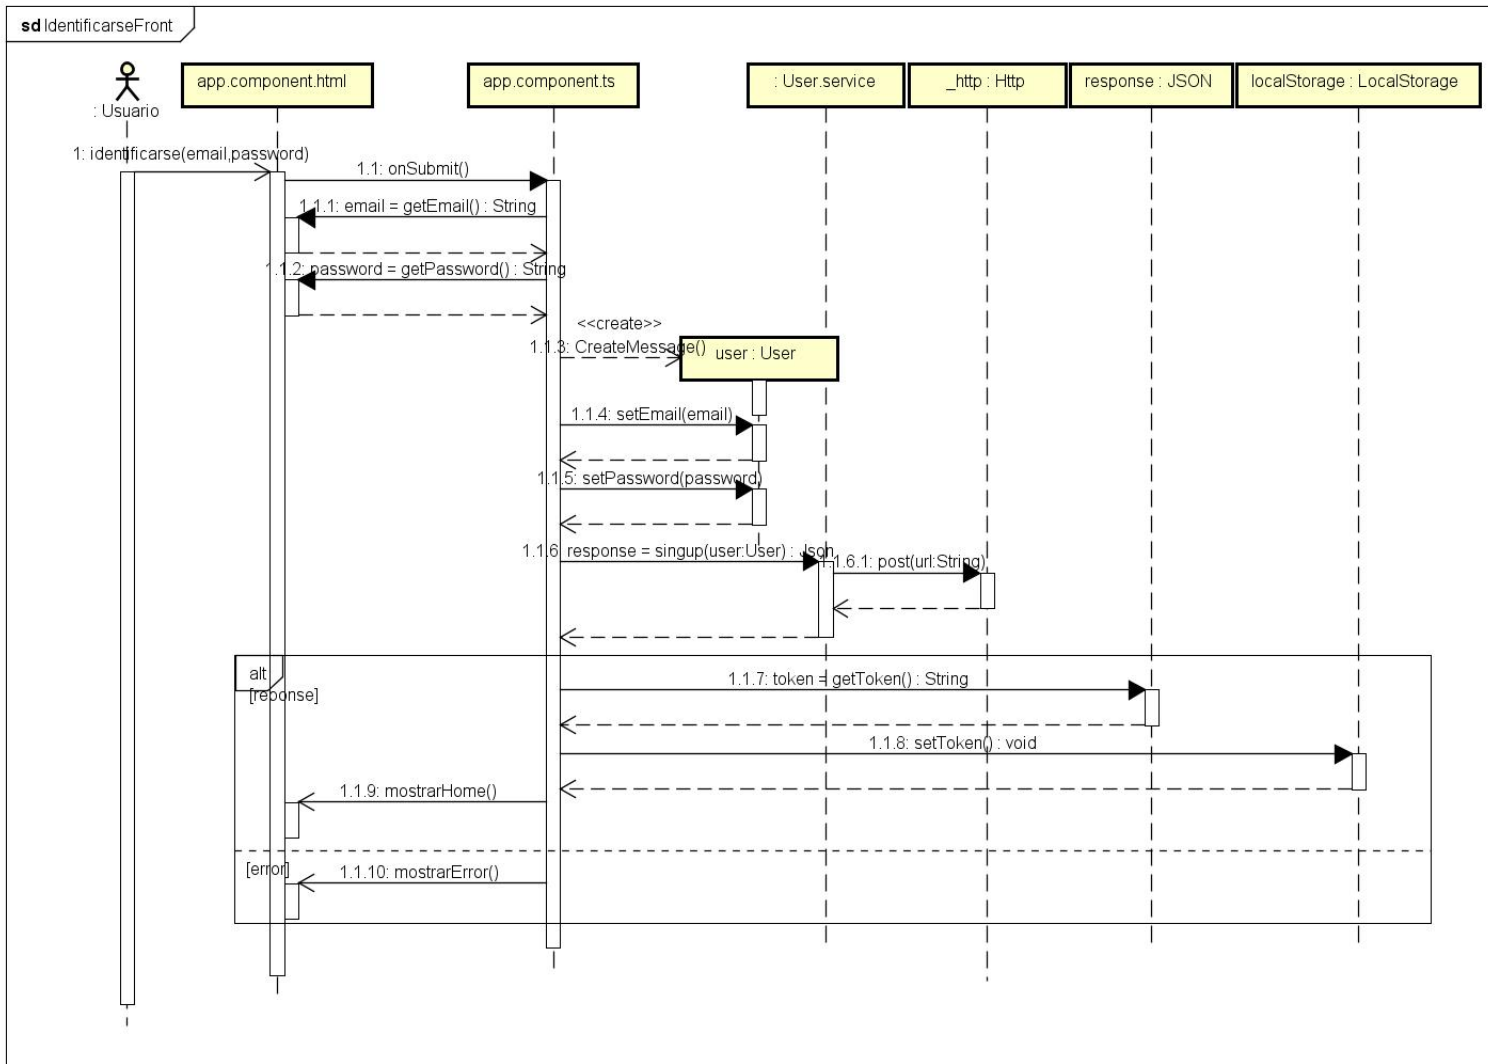 sd IdentificarseFront
: Usuario
app.component.html
app.component.ts
: User.service
_http : Http
response : JSON
localStorage : LocalStorage
1: identificarse(email,password)
1.1: onSubmit()
1.1.1: email = getEmail() : String
1.1.2: password = getPassword() : String
<<create>>
1.1.3: CreateMessage()
user : User
1.1.4: setEmail(email)
1.1.5: setPassword(password)
1.1.6: response = singup(user:User) : Json
1.1.6.1: post(url:String)
alt
[reponse]
1.1.7: token = getToken() : String
1.1.8: setToken() : void
1.1.9: mostrarHome()
[error]
1.1.10: mostrarError()